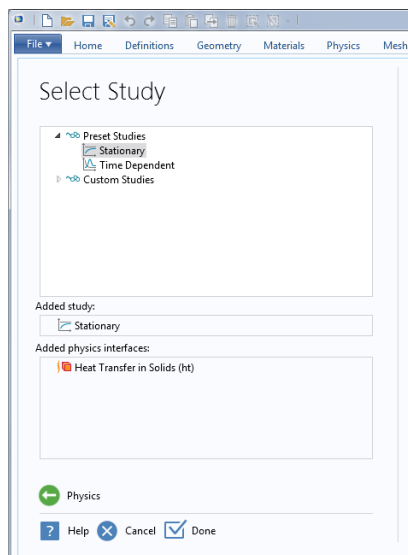 File Home Definitions Geometry Materials Physics Mesh
Select Study
Preset Studies
Stationary
Time Dependent
Custom Studies
Added study:
Stationary
Added physics interfaces:
Heat Transfer in Solids (ht)
Physics
? Help Cancel Done